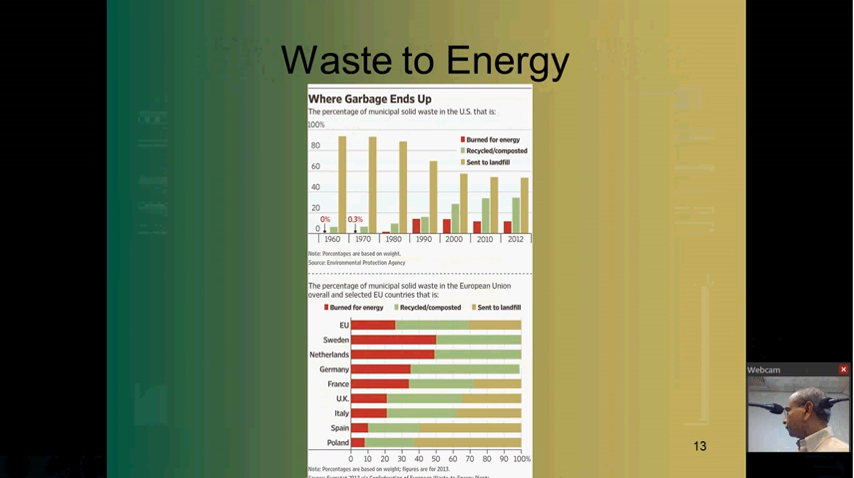 Waste to Energy
Where Garbage Ends Up
The percentage of municipal solid waste in the U.S. that is:
100%
Burned for energy
80
Recycled/composted
Sent to landfill
60
40
20
0% 0.3%
0
1960 1970 1980 1990 2000 2010 2012
Note: Percentages are based on weight.
Source: Environmental Protection Agency
The percentage of municipal solid waste in the European Union
overall and selected EU countries that is:
Burned for energy Recycled/composted Sent to landfill
EU
Sweden
Netherlands
Germany
France
U.K.
Italy
Spain
Poland
0 10 20 30 40 50 60 70 80 90 100%
Note: Percentages are based on weight; figures are for 2013.
13
Webcam